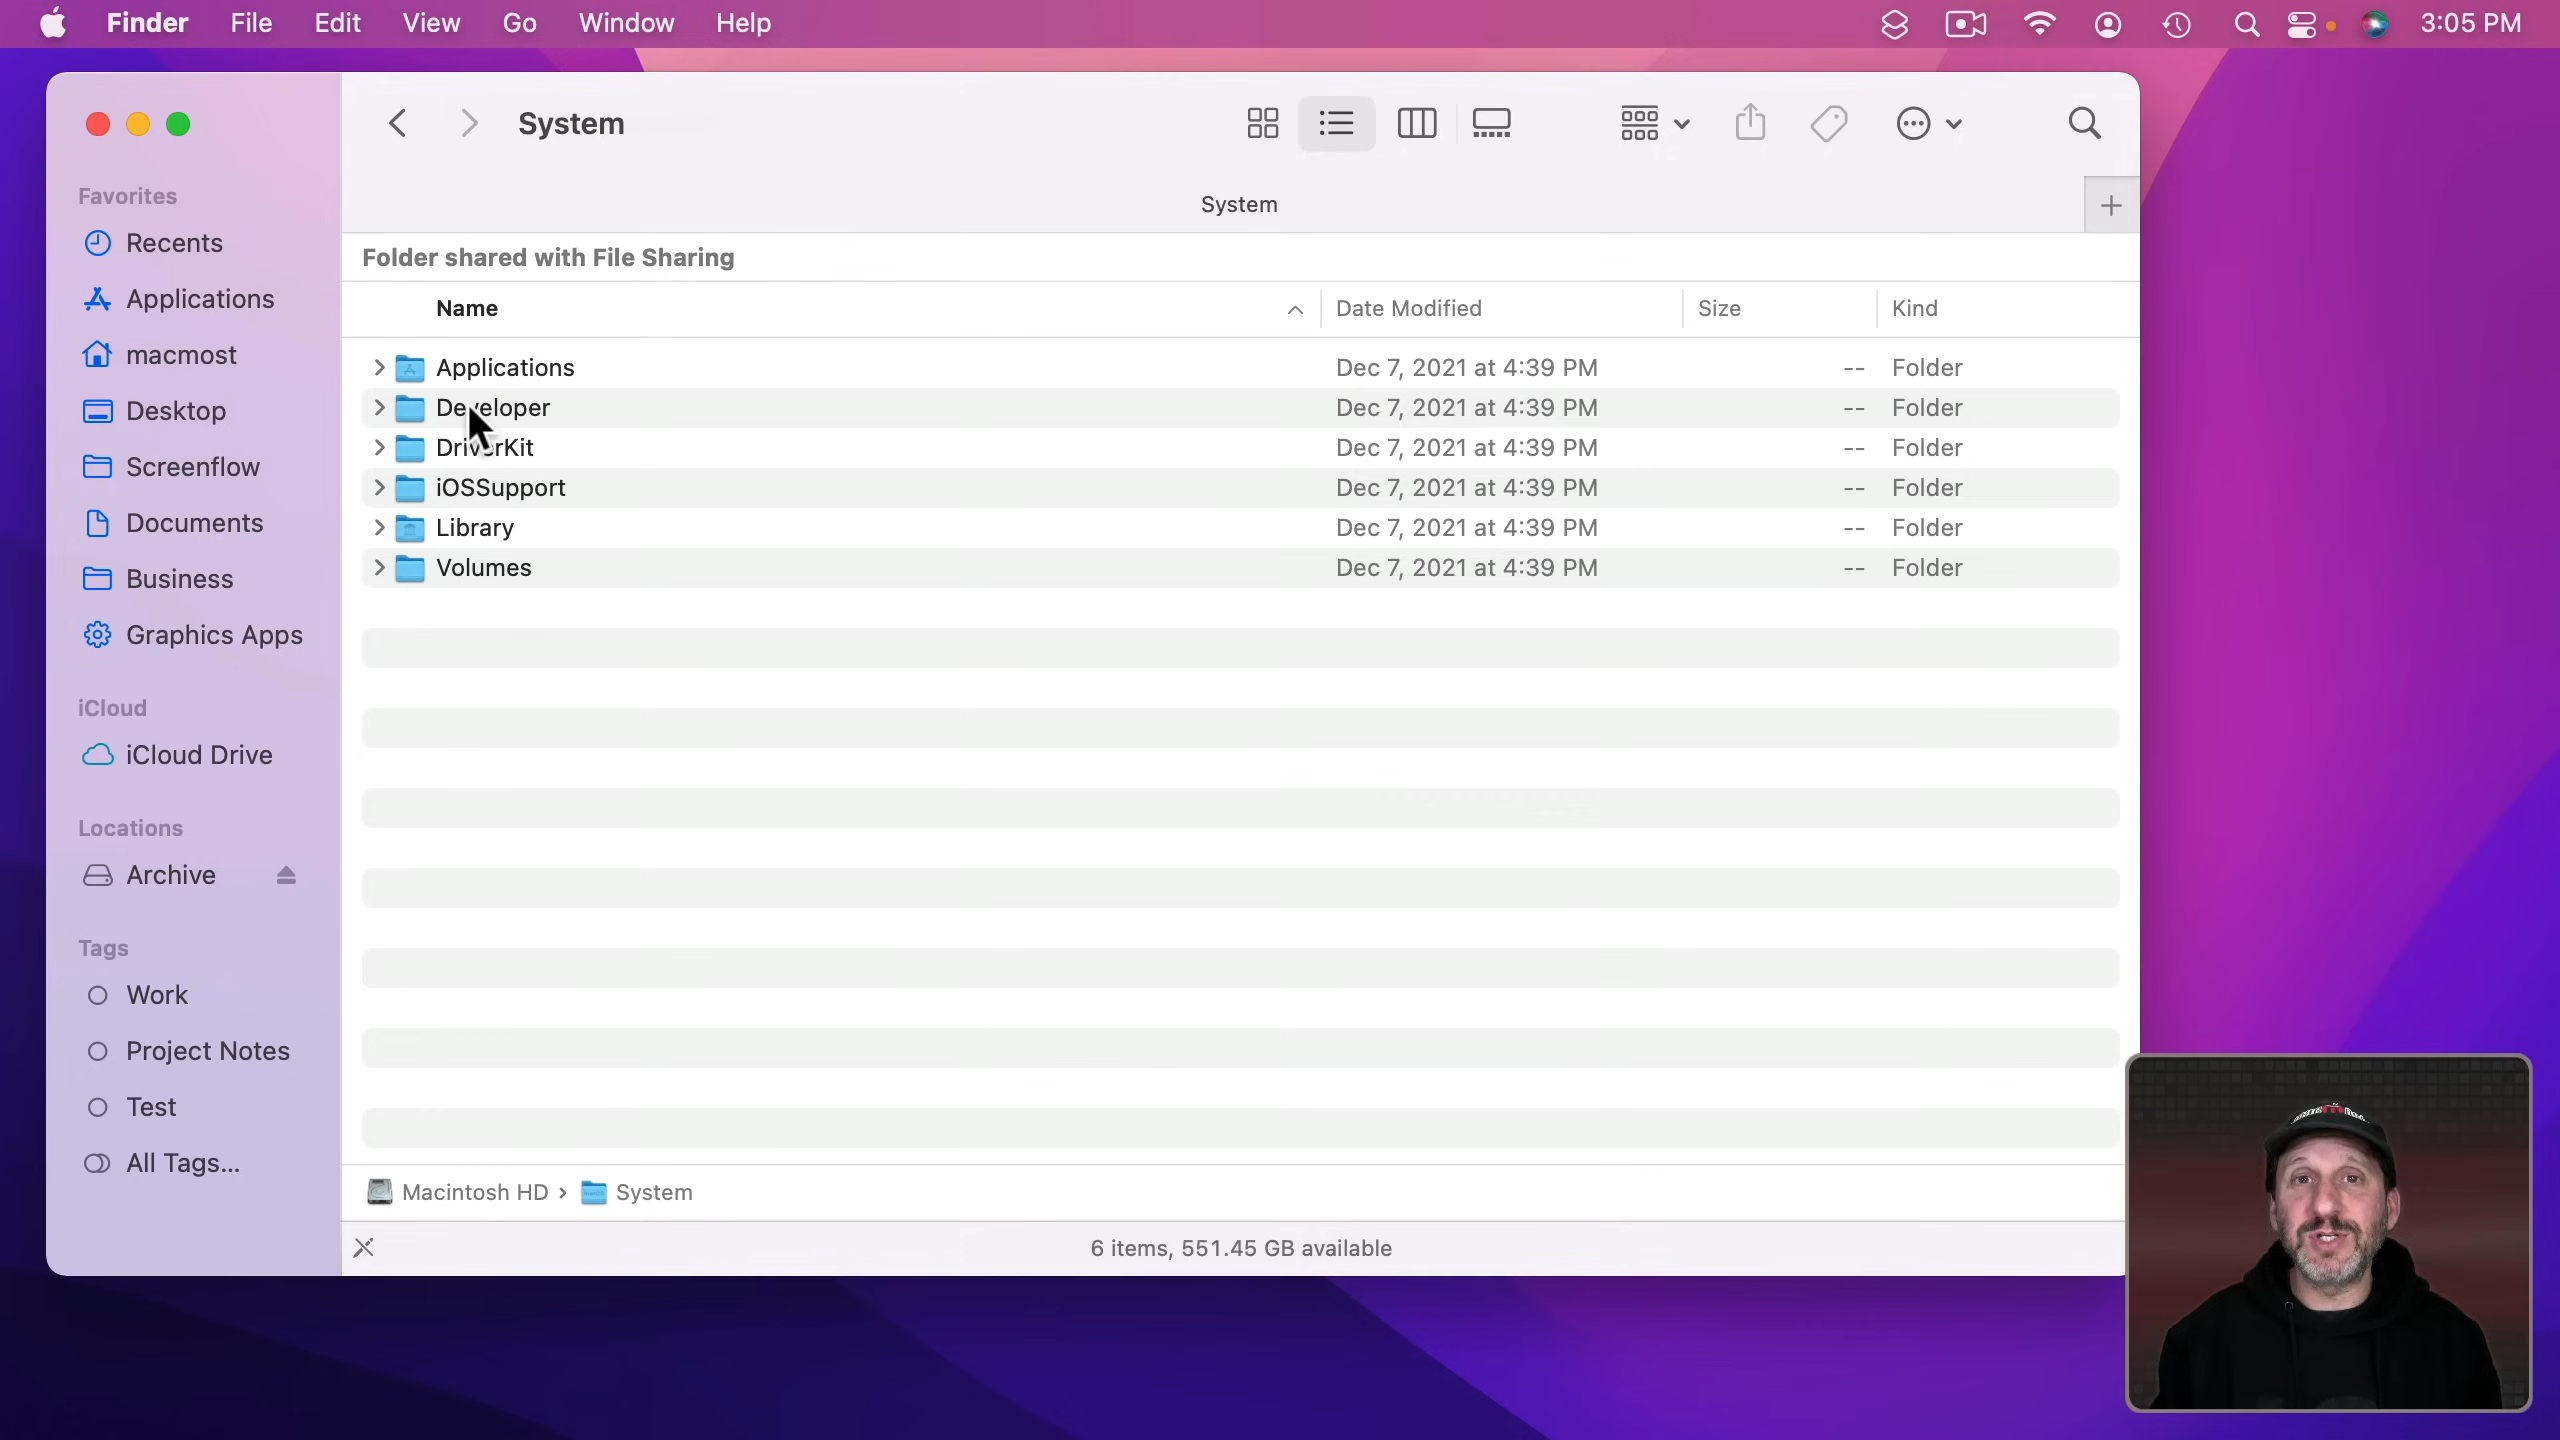 Finder File Edit View Go Window Help 3:05 PM
System
System
Folder shared with File Sharing
Name Date Modified Size Kind
Applications Dec 7, 2021 at 4:39 PM -- Folder
Developer Dec 7, 2021 at 4:39 PM -- Folder
DriverKit Dec 7, 2021 at 4:39 PM -- Folder
iOSSupport Dec 7, 2021 at 4:39 PM -- Folder
Library Dec 7, 2021 at 4:39 PM -- Folder
Volumes Dec 7, 2021 at 4:39 PM -- Folder
Favorites
Recents
Applications
macmost
Desktop
Screenflow
Documents
Business
Graphics Apps
iCloud
iCloud Drive
Locations
Archive
Tags
Work
Project Notes
Test
All Tags...
Macintosh HD › System
6 items, 551.45 GB available